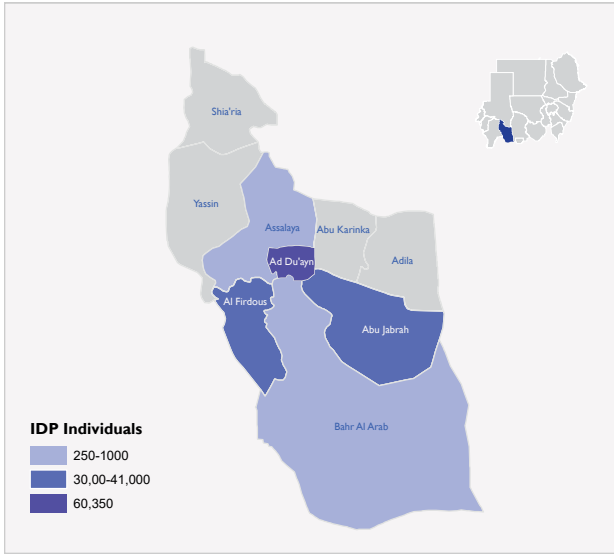 Shia'ria
Yassin
Assalaya
Abu Karinka
Ad Du'ayn
Adila
Al Firdous
Abu Jabrah
Bahr Al Arab
IDP Individuals
250-1000
30,00-41,000
60,350